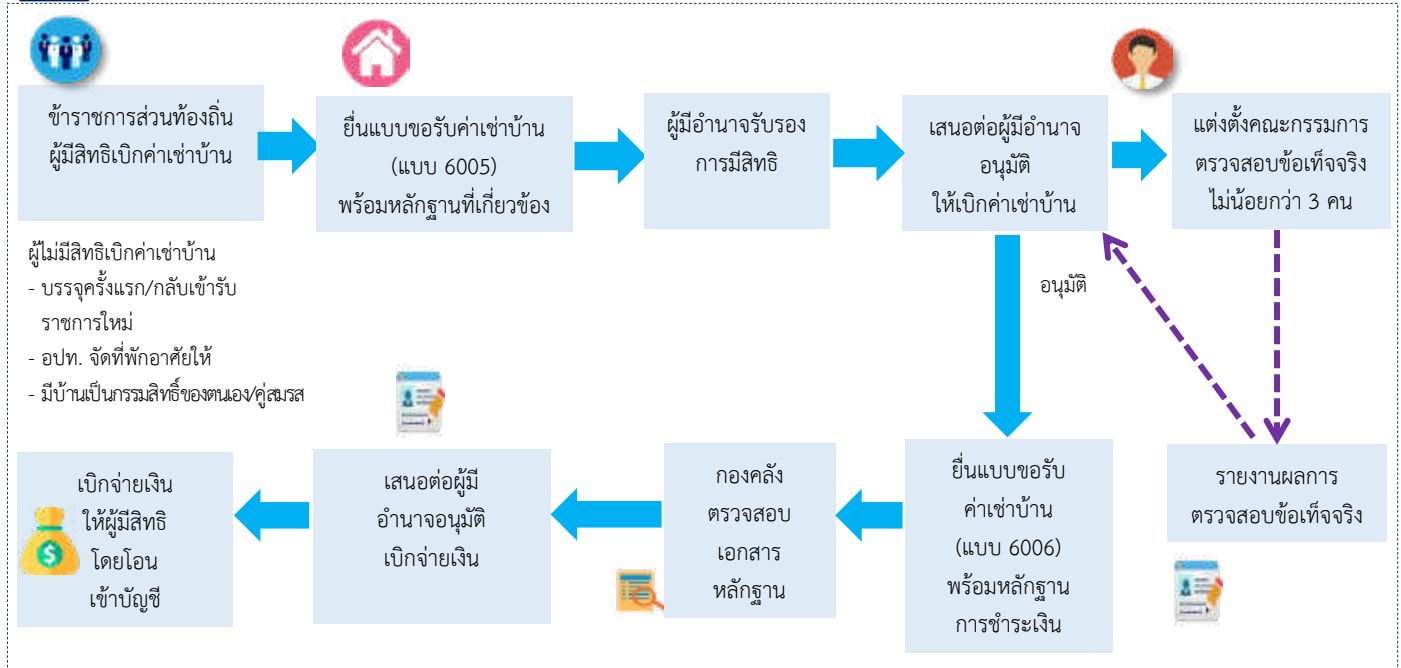 ข้าราชการส่วนท้องถิ่น
ผู้มีสิทธิเบิกค่าเช่าบ้าน
ยื่นแบบขอรับค่าเช่าบ้าน
(แบบ 6005)
พร้อมหลักฐานที่เกี่ยวข้อง
ผู้มีอำนาจรับรอง
การมีสิทธิ
เสนอต่อผู้มีอำนาจ
อนุมัติ
ให้เบิกค่าเช่าบ้าน
แต่งตั้งคณะกรรมการ
ตรวจสอบข้อเท็จจริง
ไม่น้อยกว่า 3 คน
ผู้ไม่มีสิทธิเบิกค่าเช่าบ้าน
- บรรจุครั้งแรก/กลับเข้ารับ
ราชการใหม่
- อปท. จัดที่พักอาศัยให้
- มีบ้านเป็นกรรมสิทธิ์ของตนเอง/คู่สมรส
อนุมัติ
รายงานผลการ
ตรวจสอบข้อเท็จจริง
ยื่นแบบขอรับ
ค่าเช่าบ้าน
(แบบ 6006)
พร้อมหลักฐาน
การชำระเงิน
กองคลัง
ตรวจสอบ
เอกสาร
หลักฐาน
เสนอต่อผู้มี
อำนาจอนุมัติ
เบิกจ่ายเงิน
เบิกจ่ายเงิน
ให้ผู้มีสิทธิ
โดยโอน
เข้าบัญชี